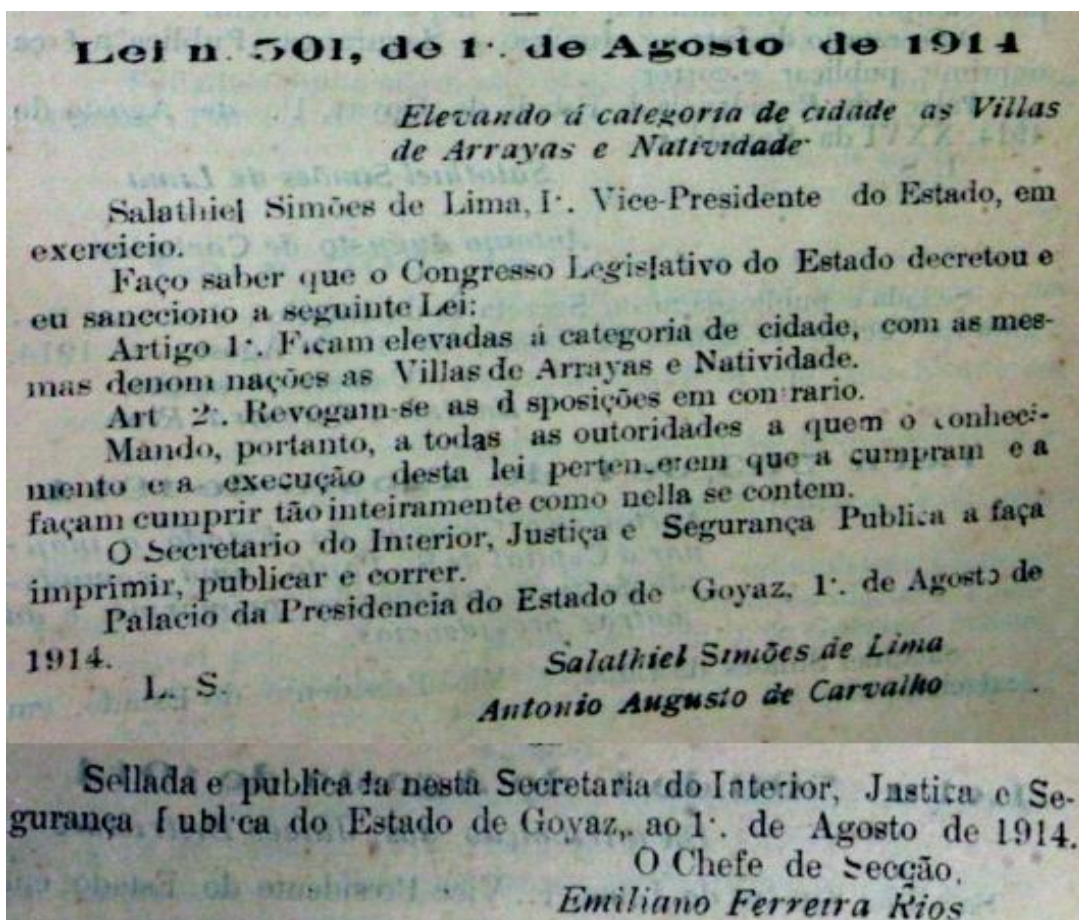 Lei n. 501, de 1º. de Agosto de 1914
Elevando á categoria de cidade as Villas
de Arrayas e Natividade
Salathiel Simões de Lima, 1º. Vice-Presidente do Estado, em
exercicio.
Faço saber que o Congresso Legislativo do Estado decretou e
eu sancciono a seguinte Lei:
Artigo 1º. Ficam elevadas á categoria de cidade, com as mes-
mas denominações as Villas de Arrayas e Natividade.
Art 2º. Revogam-se as disposições em contrario.
Mando, portanto, a todas as outoridades a quem o conheci-
mento e a execução desta lei pertencerem que a cumpram e a
façam cumprir tão inteiramente como nella se contem.
O Secretario do Interior, Justiça e Segurança Publica a faça
imprimir, publicar e correr.
Palacio da Presidencia do Estado de Goyaz, 1º. de Agosto de
1914.
L. S.
Salathiel Simões de Lima
Antonio Augusto de Carvalho
Sellada e publicada nesta Secretaria do Interior, Justiça e Se-
gurança Publica do Estado de Goyaz, ao 1º. de Agosto de 1914.
O Chefe de Secção,
Emiliano Ferreira Rios